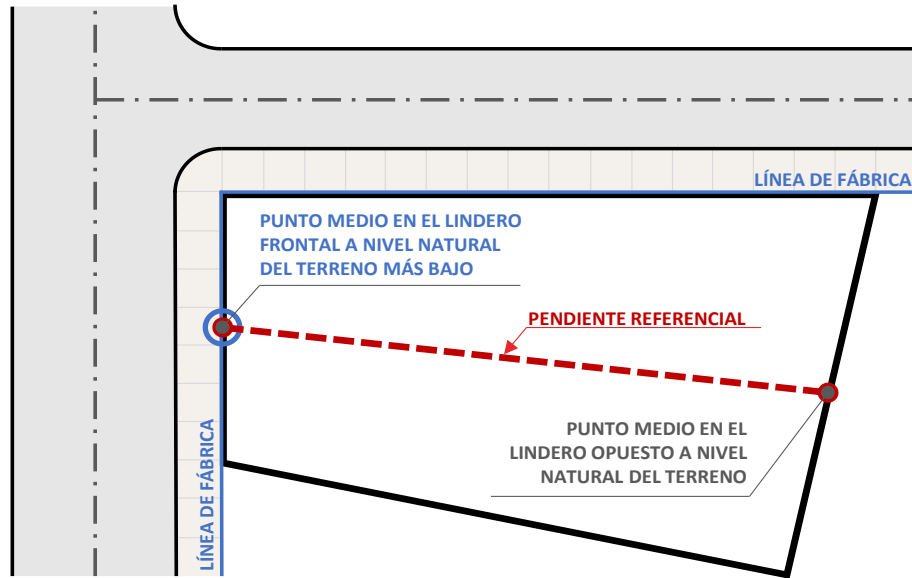 LÍNEA DE FÁBRICA
PUNTO MEDIO EN EL LINDERO
FRONTAL A NIVEL NATURAL
DEL TERRENO MÁS BAJO
PENDIENTE REFERENCIAL
PUNTO MEDIO EN EL
LINDERO OPUESTO A NIVEL
NATURAL DEL TERRENO
LÍNEA DE FÁBRICA